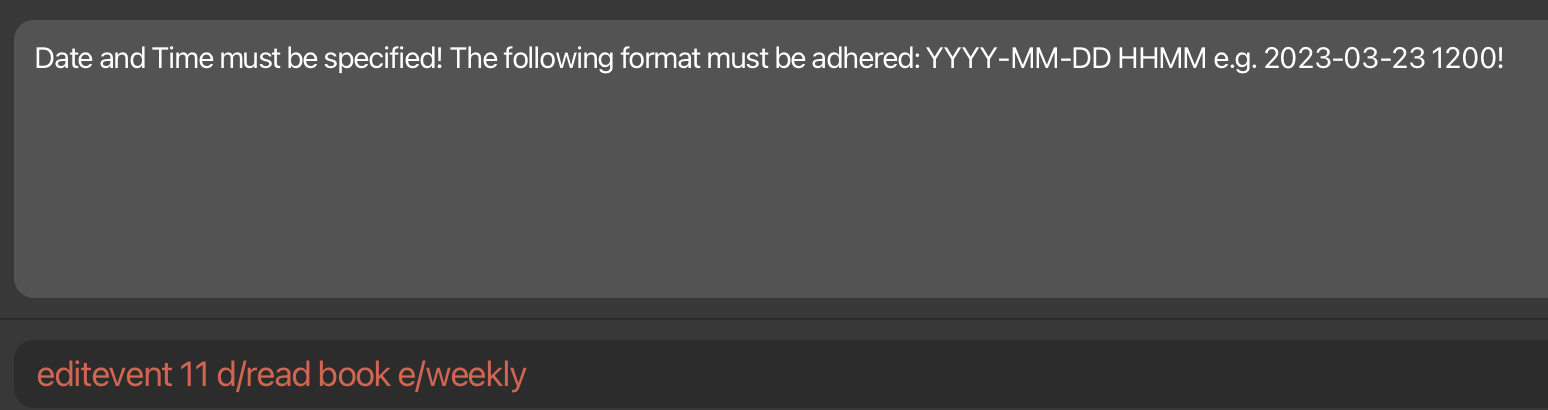 Date and Time must be specified! The following format must be adhered: YYYY-MM-DD HHMM e.g. 2023-03-23 1200!
editevent 11 d/read book e/weekly